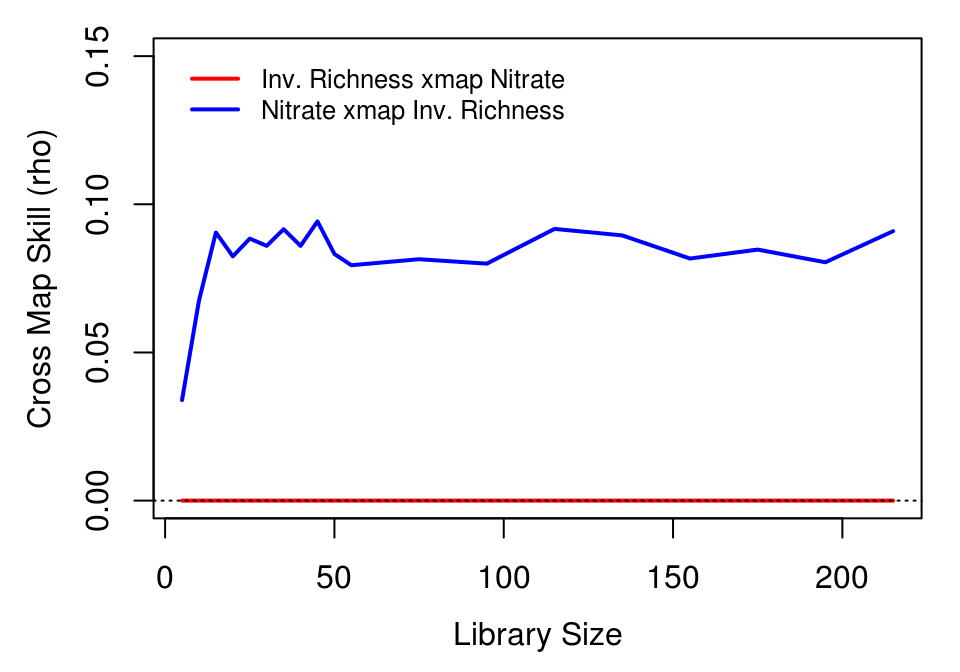 Inv. Richness xmap Nitrate
Nitrate xmap Inv. Richness
Cross Map Skill (rho)
0.15
0.10
0.05
0.00
0 50 100 150 200
Library Size